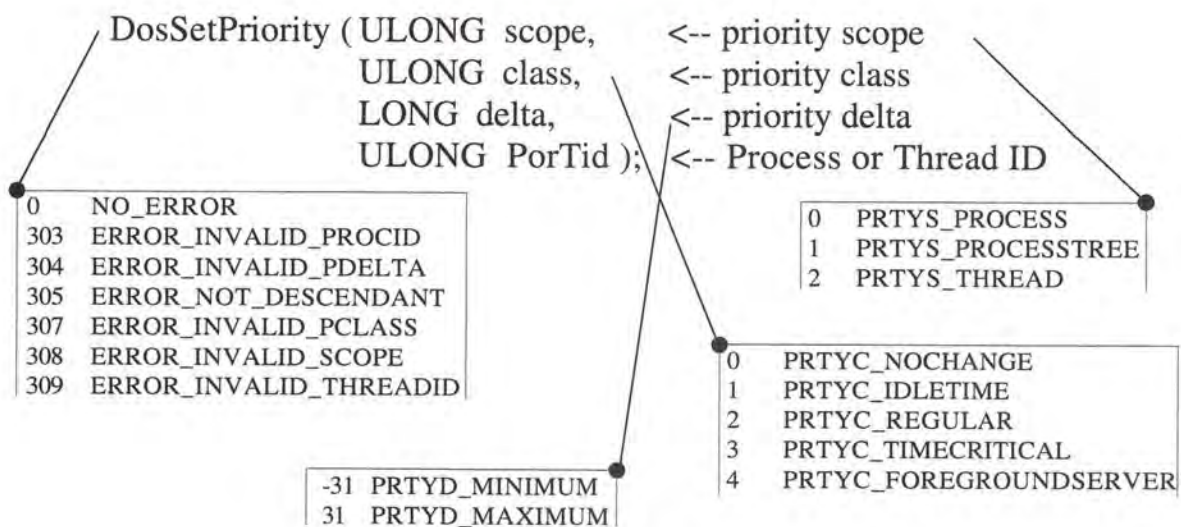 DosSetPriority ( ULONG scope, <-- priority scope
ULONG class, <-- priority class
LONG delta, <-- priority delta
ULONG PorTid ); <-- Process or Thread ID
0 NO_ERROR
303 ERROR_INVALID_PROCID
304 ERROR_INVALID_PDELTA
305 ERROR_NOT_DESCENDANT
307 ERROR_INVALID_PCLASS
308 ERROR_INVALID_SCOPE
309 ERROR_INVALID_THREADID
0 PRTYS_PROCESS
1 PRTYS_PROCESSTREE
2 PRTYS_THREAD
0 PRTYC_NOCHANGE
1 PRTYC_IDLETIME
2 PRTYC_REGULAR
3 PRTYC_TIMECRITICAL
4 PRTYC_FOREGROUNDSERVER
-31 PRTYD_MINIMUM
31 PRTYD_MAXIMUM